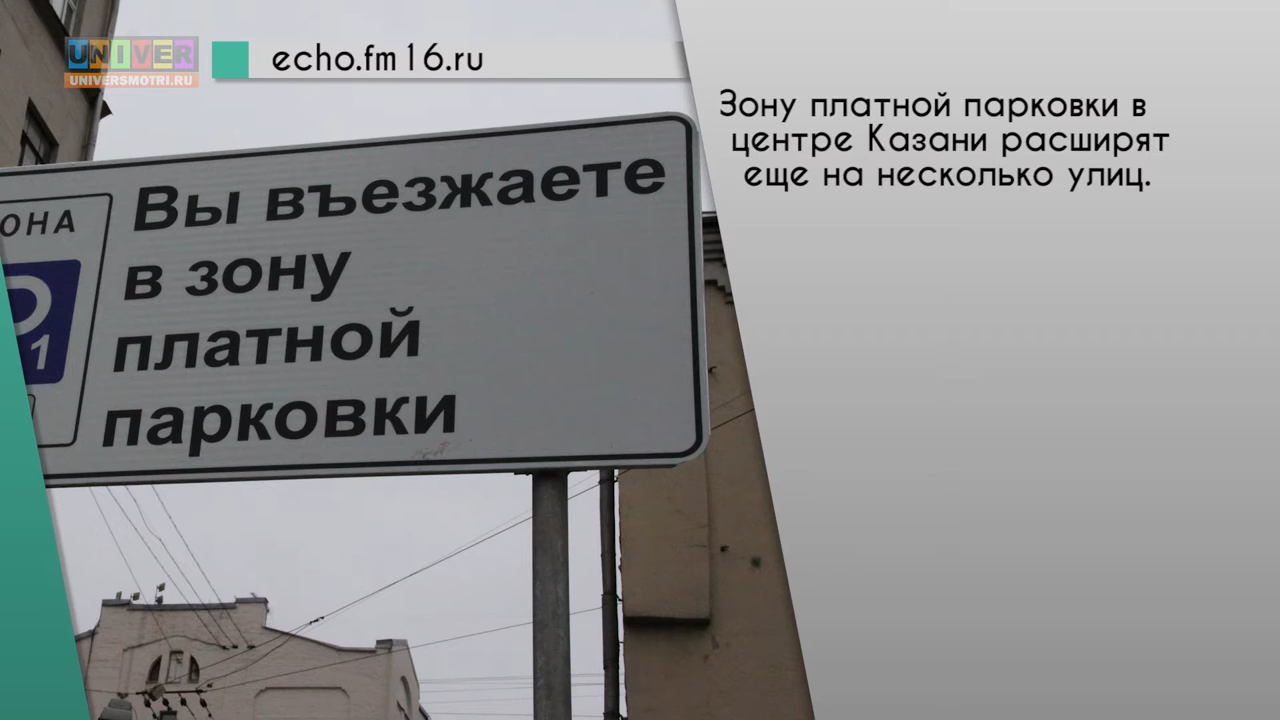 UNIVER
UNIVERSMOTRI.RU
echo.fm16.ru
Зону платной парковки в
центре Казани расширят
еще на несколько улиц.
Вы въезжаете
в зону
платной
парковки
ОНА
1